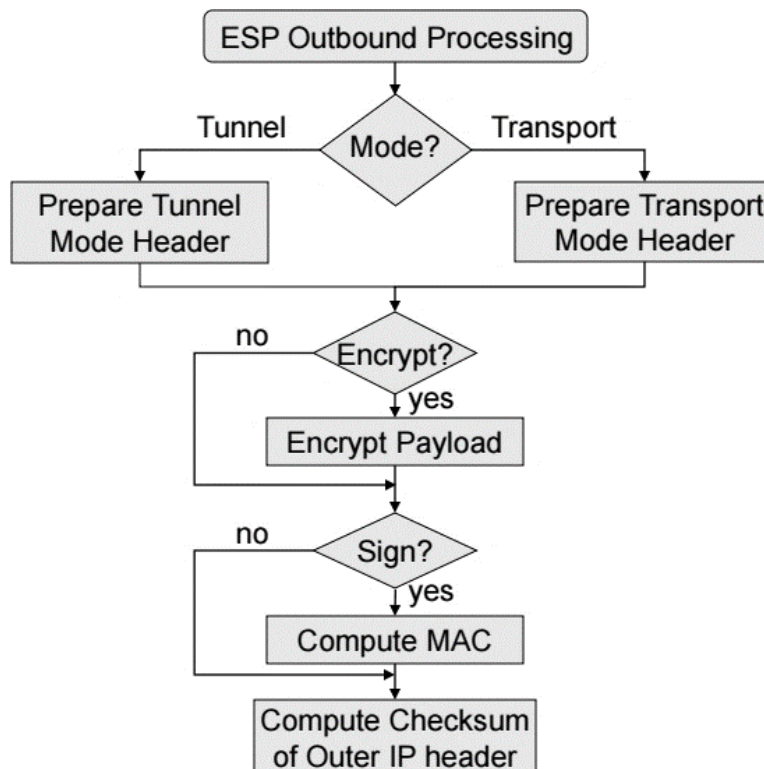 ESP Outbound Processing
Tunnel
Mode?
Transport
Prepare Tunnel
Mode Header
Prepare Transport
Mode Header
no
Encrypt?
yes
Encrypt Payload
no
Sign?
yes
Compute MAC
Compute Checksum
of Outer IP header